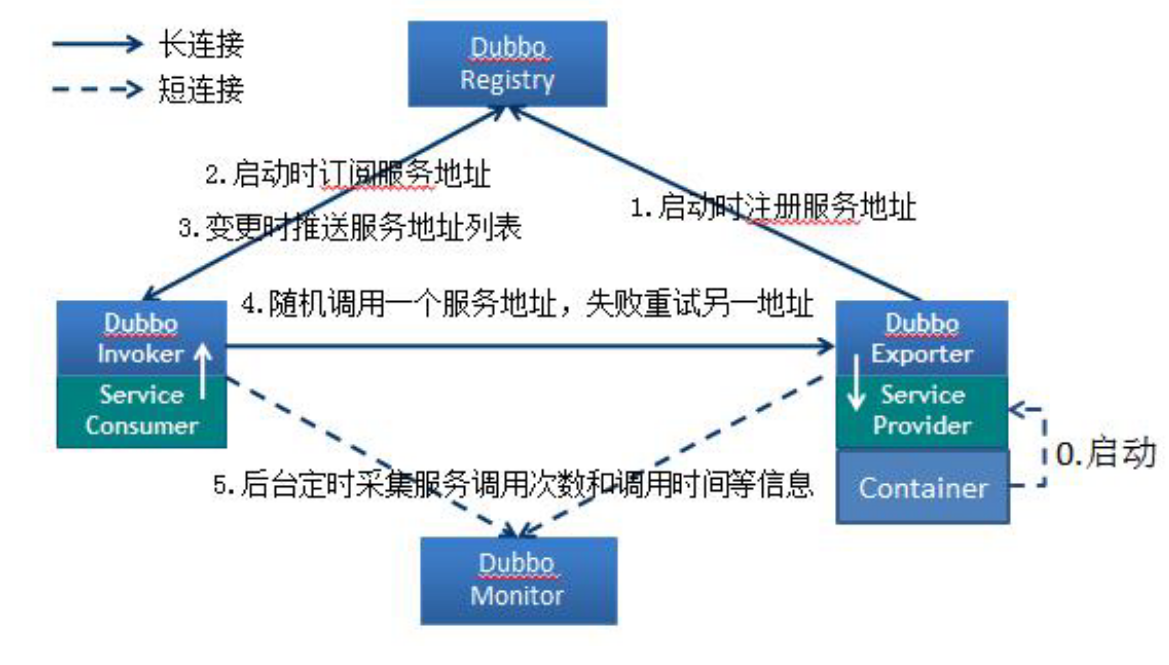 长连接
短连接
Dubbo
Registry
2.启动时订阅服务地址
3.变更时推送服务地址列表
1.启动时注册服务地址
4.随机调用一个服务地址，失败重试另一地址
Dubbo
Invoker
Service
Consumer
Dubbo
Exporter
Service
Provider
Container
0.启动
5.后台定时采集服务调用次数和调用时间等信息
Dubbo
Monitor